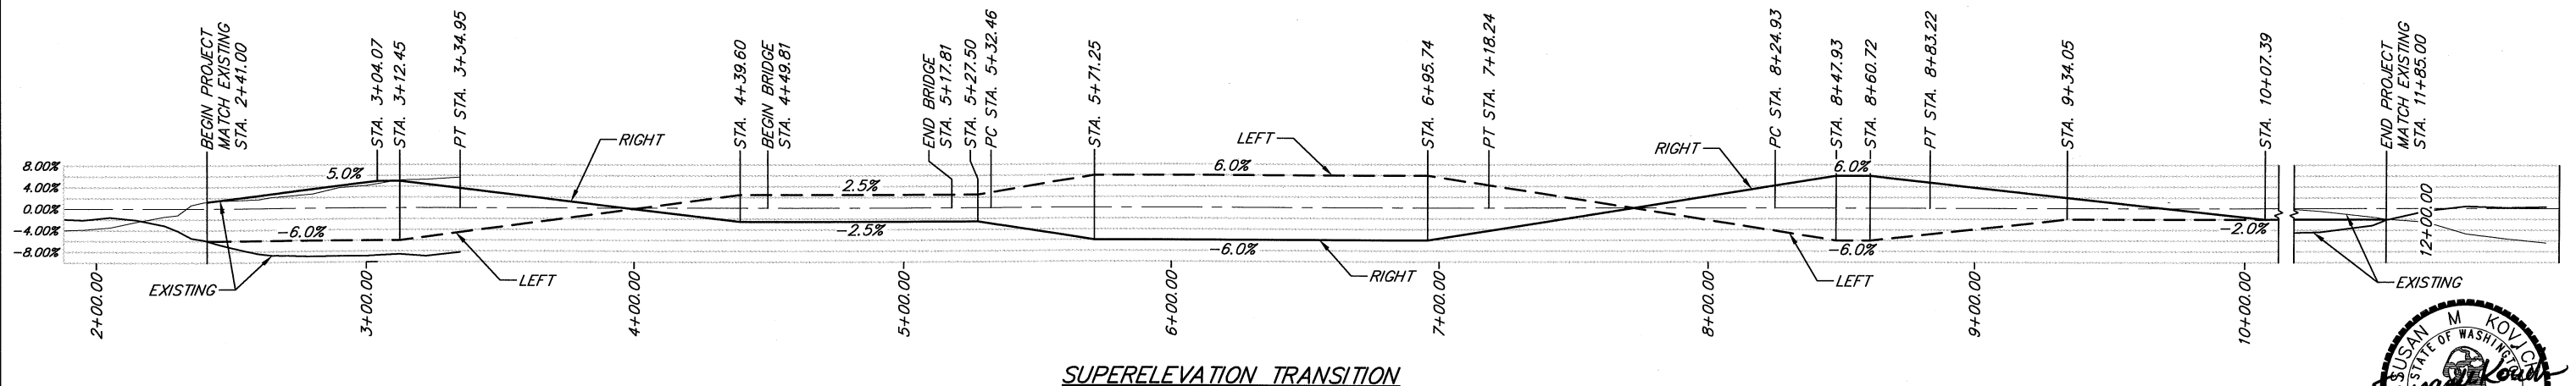 BEGIN PROJECT
MATCH EXISTING
STA. 2+41.00
STA. 3+04.07
STA. 3+12.45
PT STA. 3+34.95
STA. 4+39.60
BEGIN BRIDGE
STA. 4+49.81
END BRIDGE
STA. 5+17.81
STA. 5+27.50
PC STA. 5+32.46
STA. 5+71.25
STA. 6+95.74
PT STA. 7+18.24
PC STA. 8+24.93
STA. 8+47.93
STA. 8+60.72
PT STA. 8+83.22
STA. 9+34.05
STA. 10+07.39
END PROJECT
MATCH EXISTING
STA. 11+85.00
RIGHT
LEFT
RIGHT
8.00%
4.00%
0.00%
-4.00%
-8.00%
5.0%
-6.0%
2.5%
-2.5%
6.0%
-6.0%
6.0%
-6.0%
-2.0%
12+00.00
EXISTING
LEFT
RIGHT
LEFT
EXISTING
2+00.00
3+00.00
4+00.00
5+00.00
6+00.00
7+00.00
8+00.00
9+00.00
10+00.00
SUPERELEVATION TRANSITION
SUSAN M KOVICH
STATE OF WASHINGTON